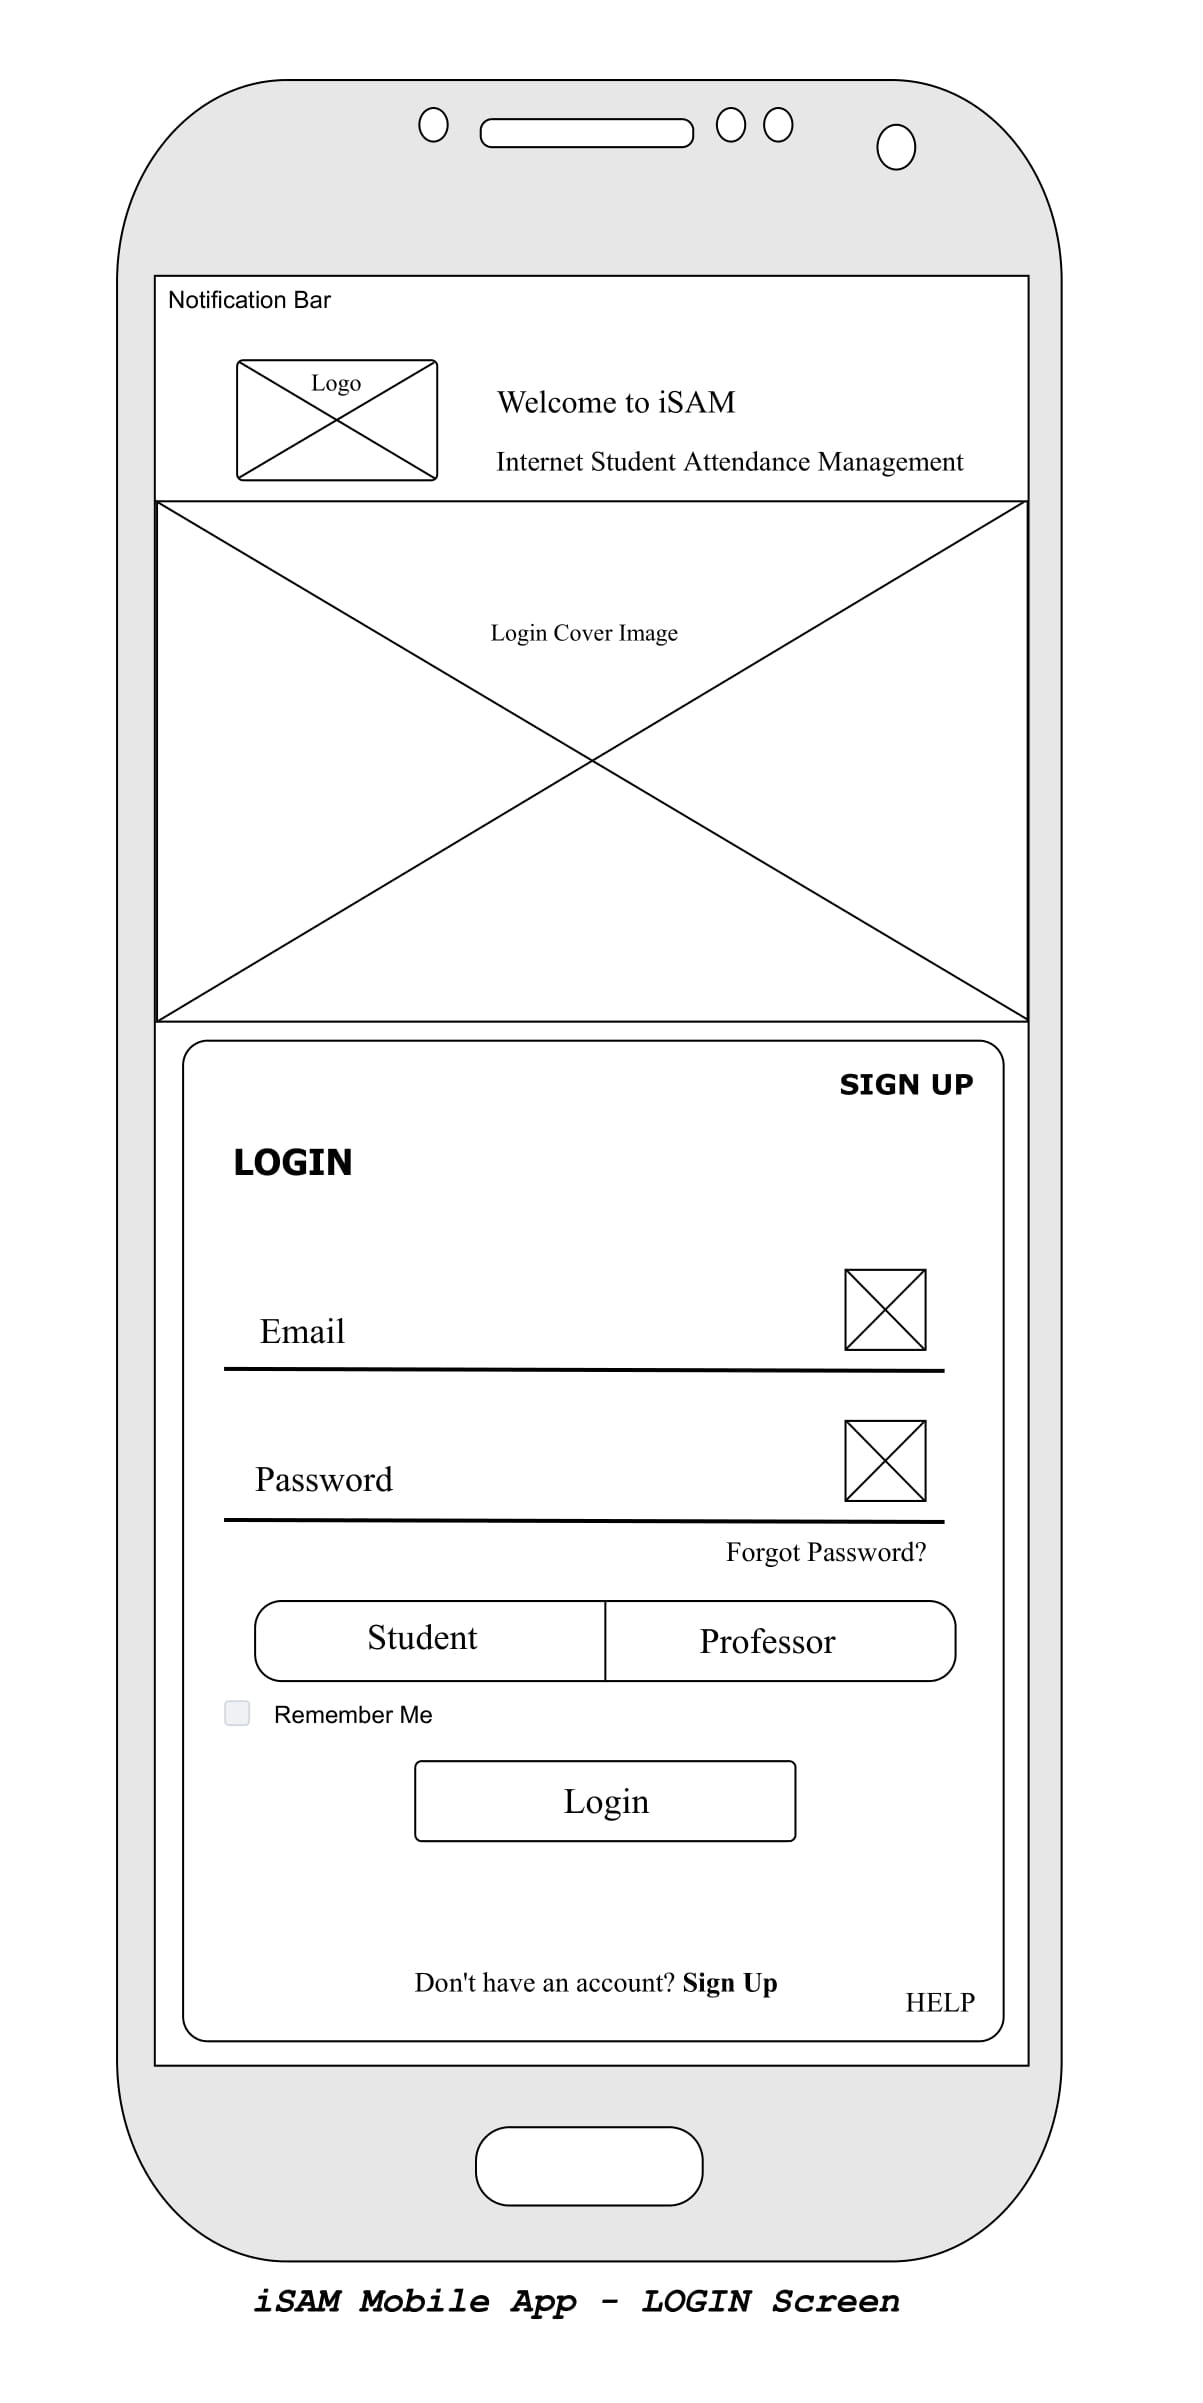 Notification Bar
Logo
Welcome to iSAM
Internet Student Attendance Management
Login Cover Image
SIGN UP
LOGIN
Email
Password
Forgot Password?
Student
Professor
Remember Me
Login
Don't have an account? Sign Up
HELP
iSAM Mobile App - LOGIN Screen